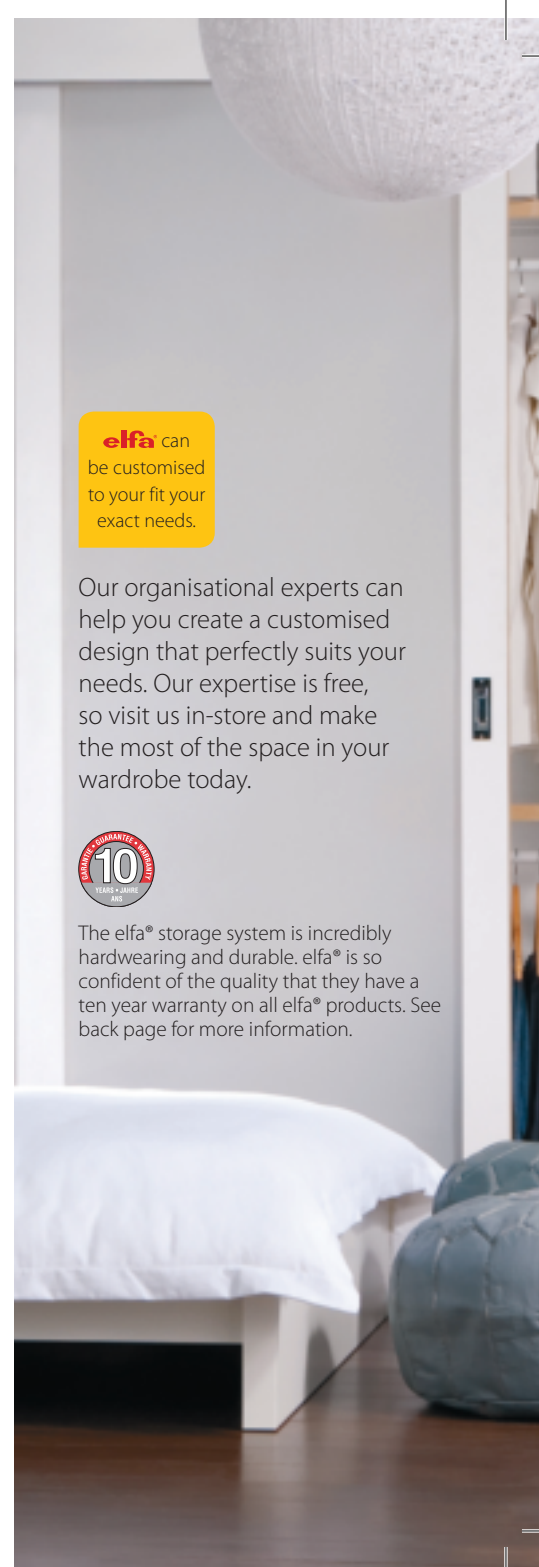 elfa® can
be customised
to your fit your
exact needs.
Our organisational experts can
help you create a customised
design that perfectly suits your
needs. Our expertise is free,
so visit us in-store and make
the most of the space in your
wardrobe today.
GARANTIE • GUARANTEE • WARRANTY
10
YEARS • JAHRE
ANS
The elfa® storage system is incredibly
hardwearing and durable. elfa® is so
confident of the quality that they have a
ten year warranty on all elfa® products. See
back page for more information.